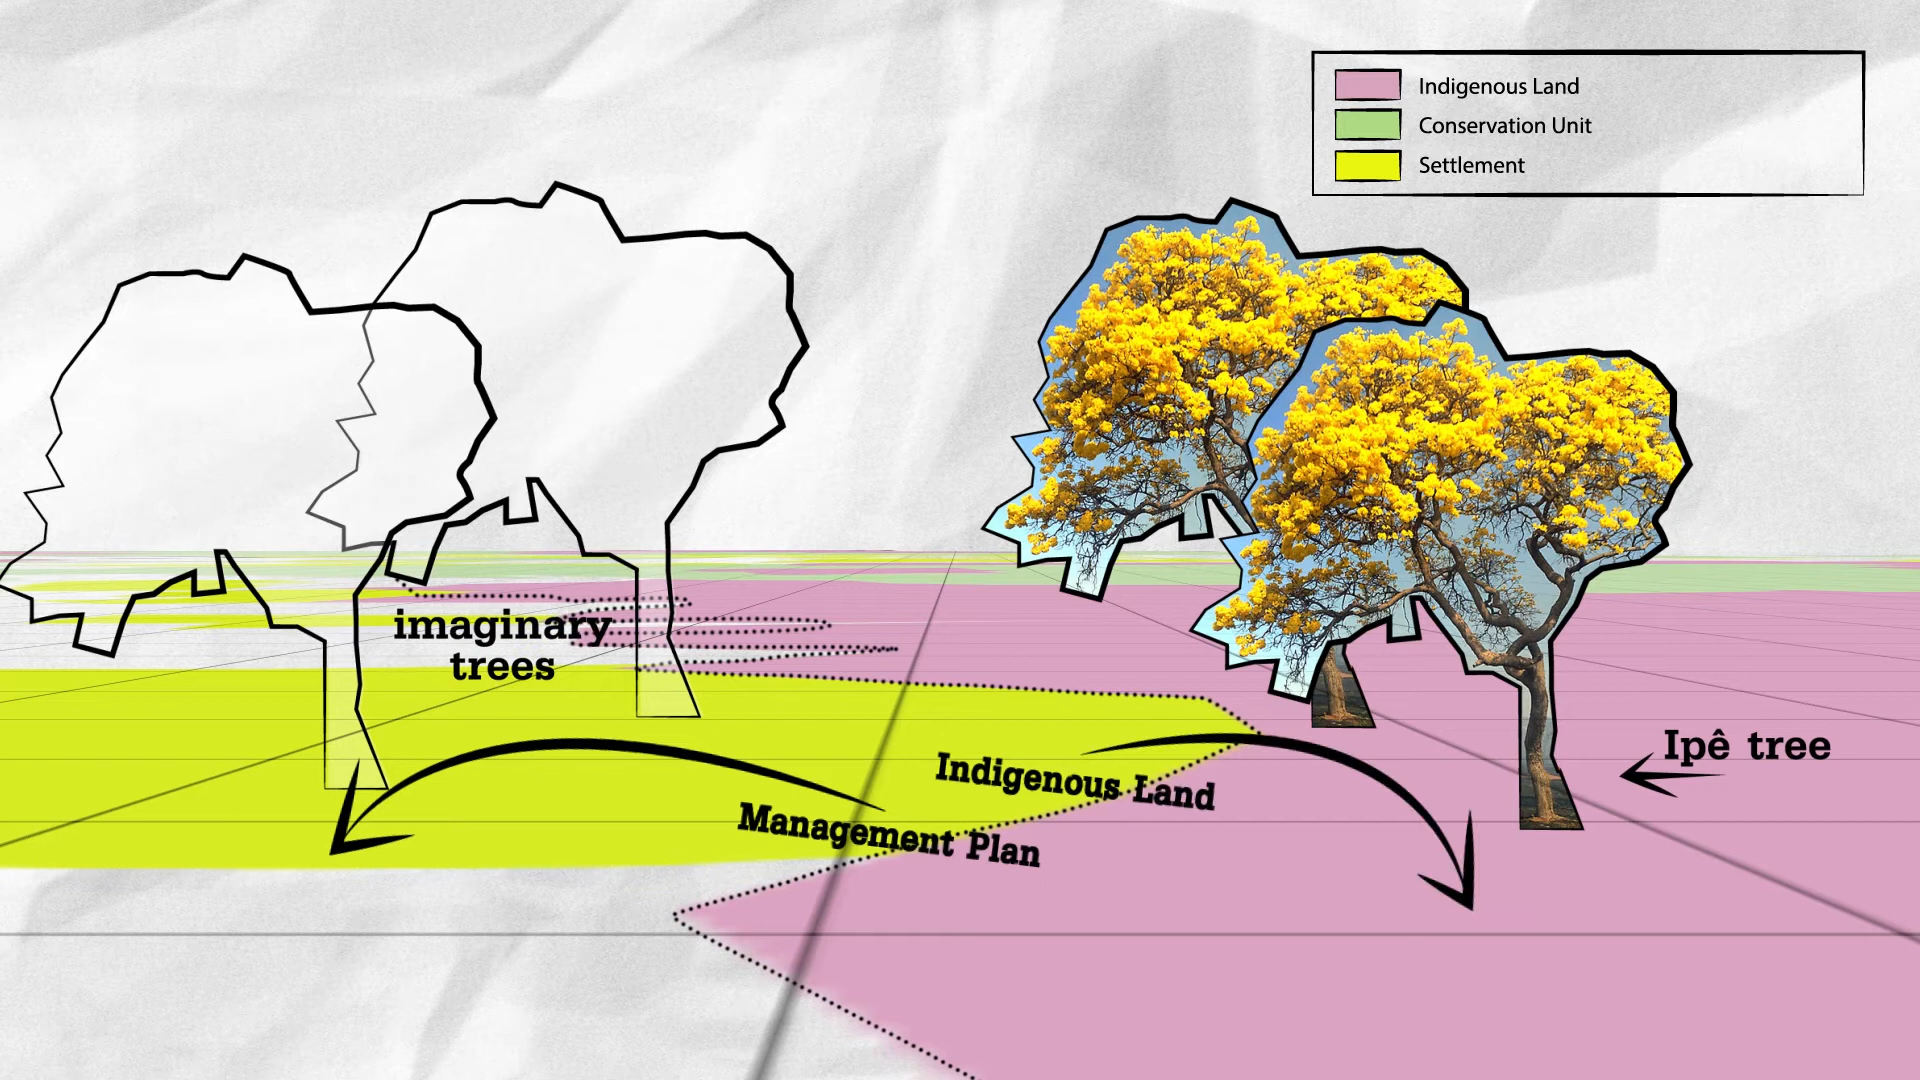 Indigenous Land
Conservation Unit
Settlement
imaginary
trees
Indigenous Land
Management Plan
Ipê tree